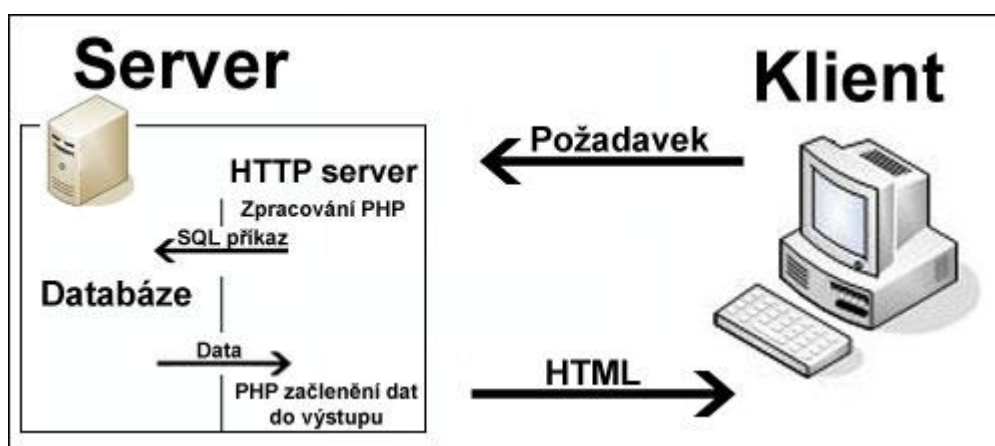 Server
Klient
Požadavek
HTTP server
Zpracování PHP
SQL příkaz
Databáze
Data
HTML
PHP začlenění dat
do výstupu